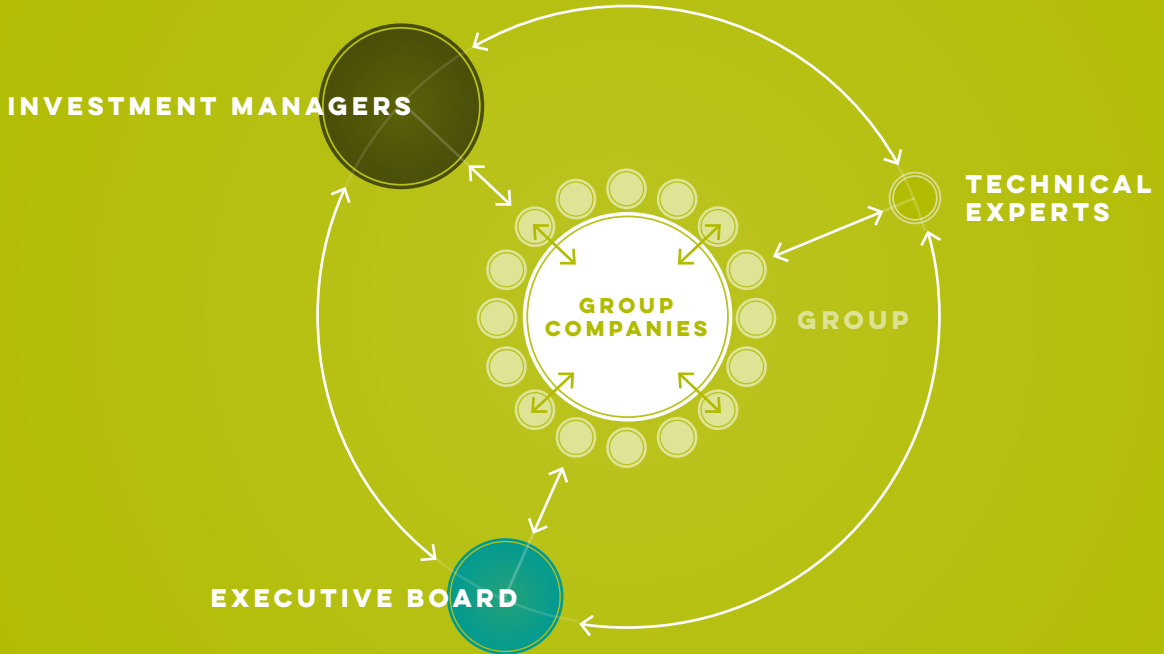 INVESTMENT MANAGERS
TECHNICAL
EXPERTS
GROUP
COMPANIES
GROUP
EXECUTIVE BOARD